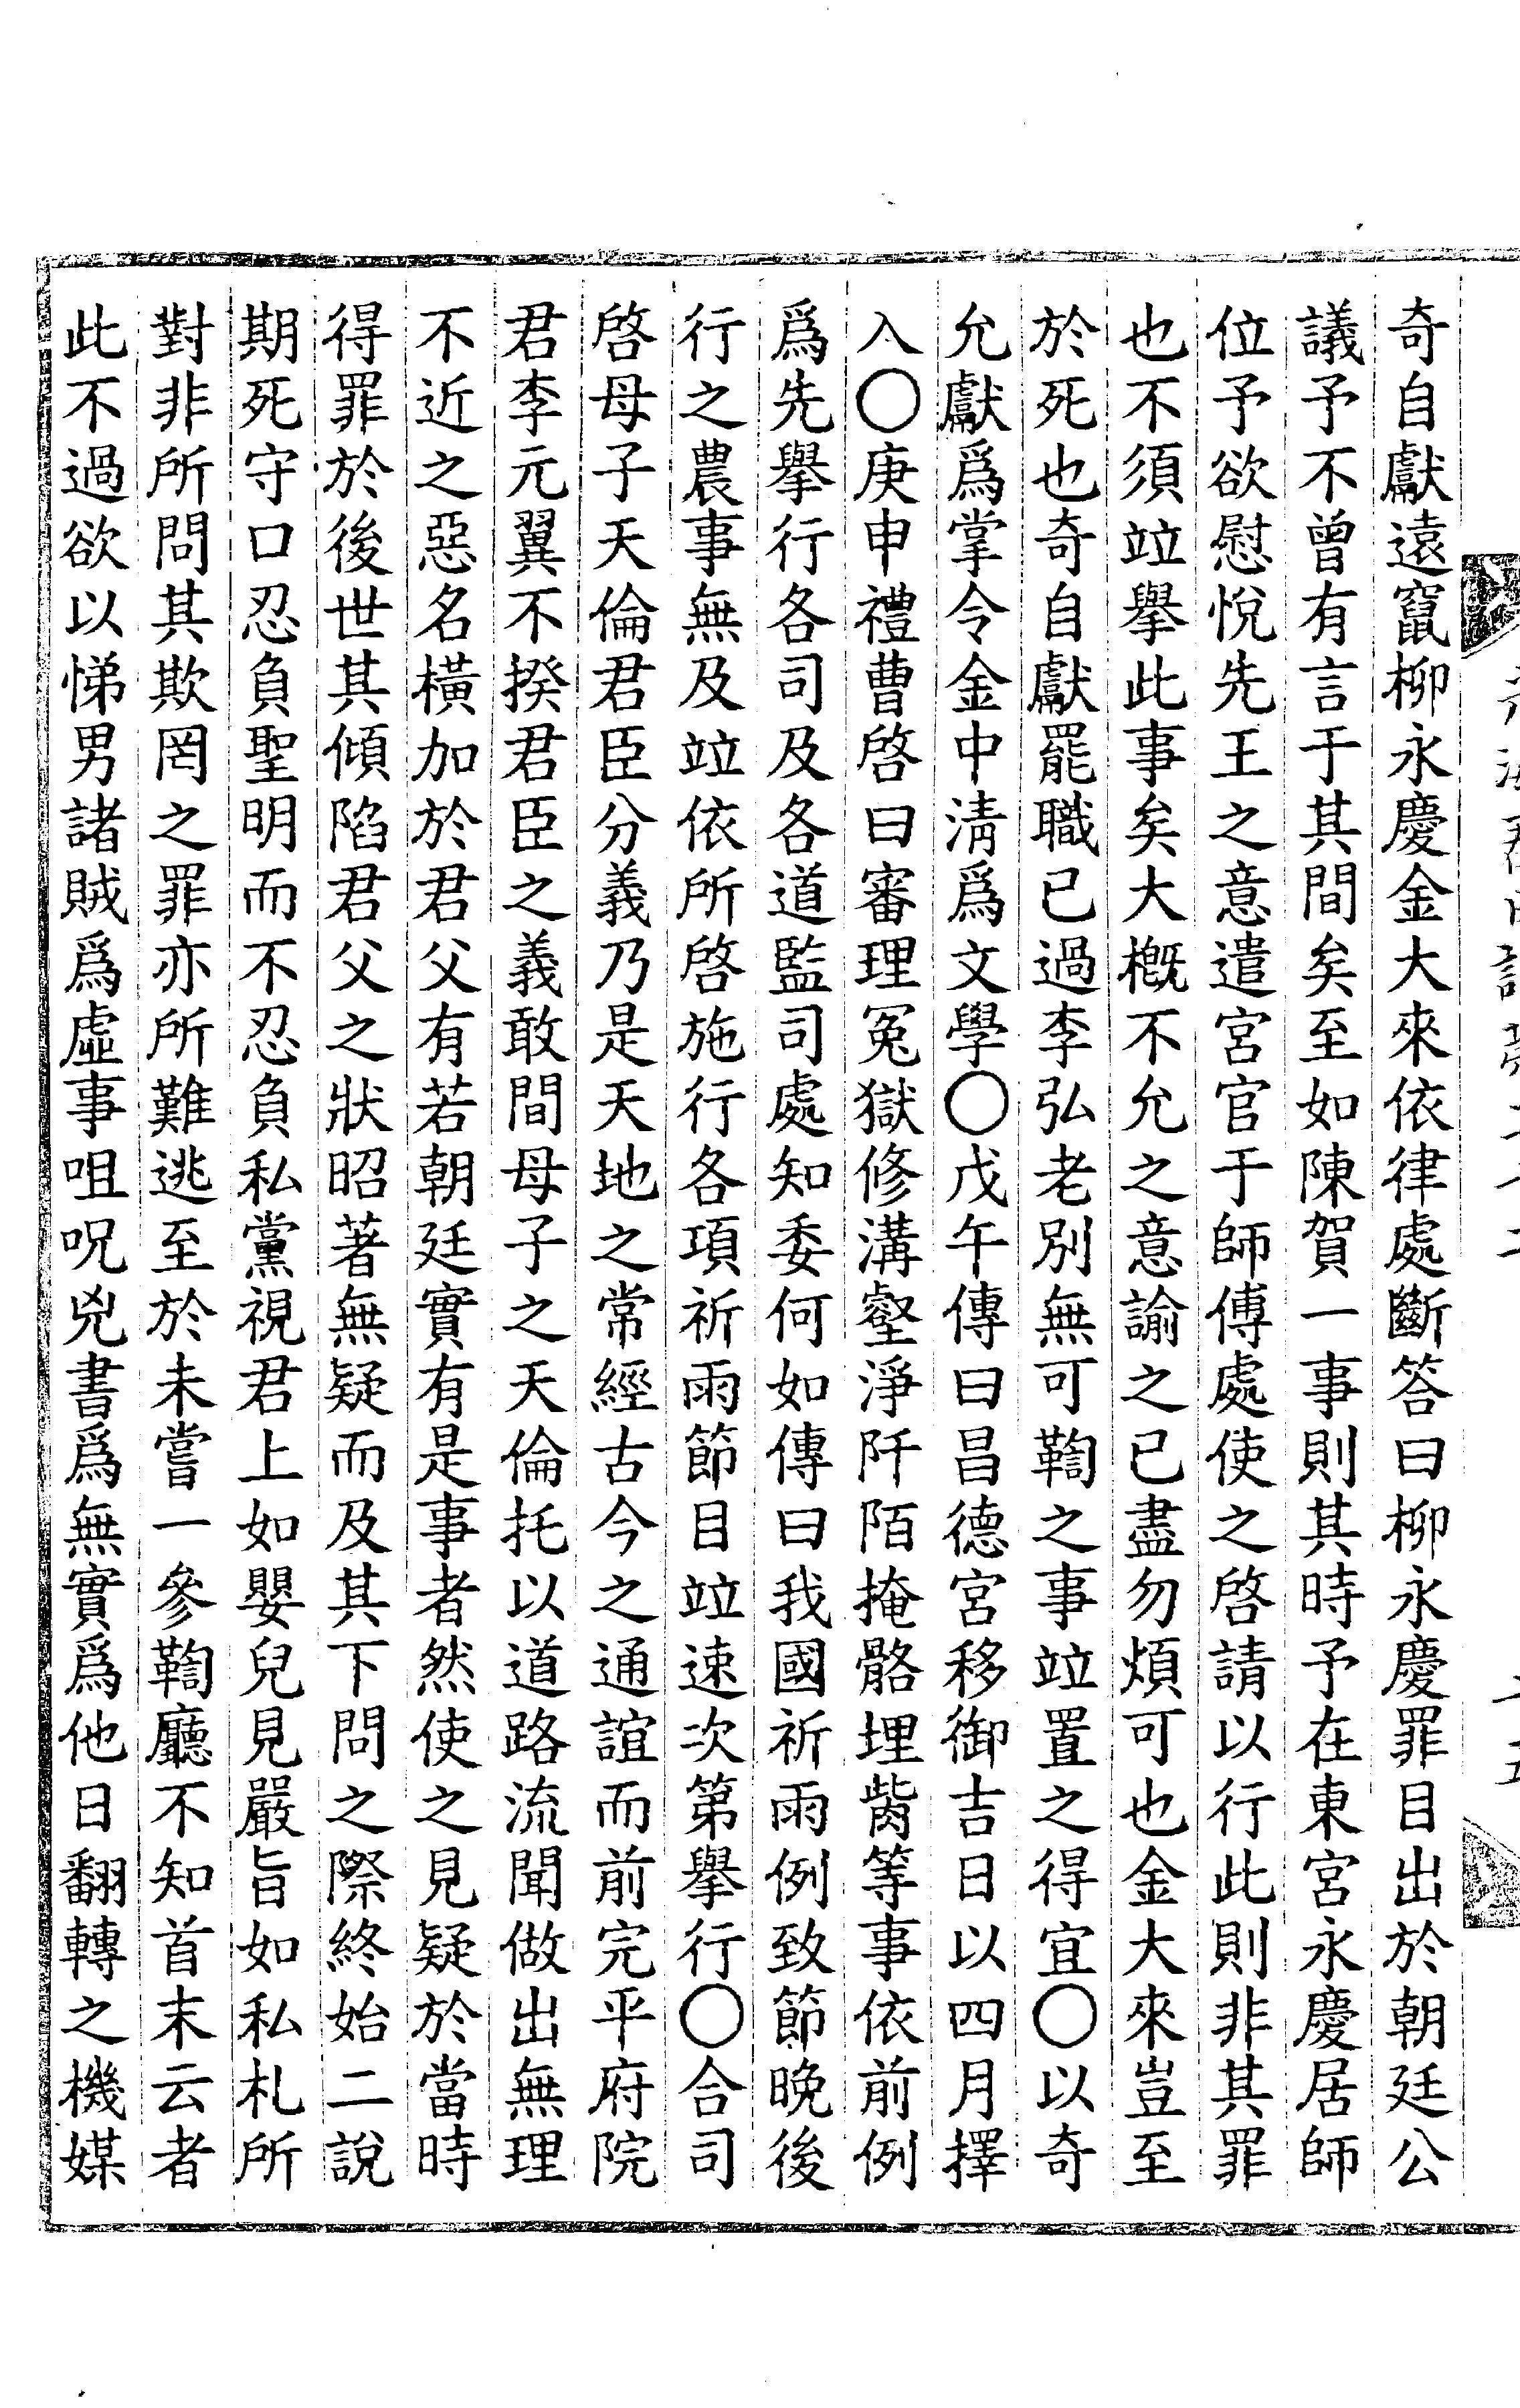 奇自獻遠竄柳永慶金大來依律處斷答曰柳永慶罪目出於朝廷公
議予不曾有言于其間矣至如陳賀一事則其時予在東宮永慶居師
位予欲慰悅先王之意遣宮官于師傅處使之啓請以行此則非其罪
也不須竝擧此事矣大槪不允之意諭之已盡勿煩可也金大來豈至
於死也奇自獻罷職已過李弘老別無可鞫之事竝置之得宜○以奇
允獻爲掌令金中淸爲文學○戊午傳曰昌德宮移御吉日以四月擇
入○庚申禮曹啓曰審理冤獄修溝壑淨阡陌掩骼埋胔等事依前例
爲先擧行各司及各道監司處知委何如傳曰我國祈雨例致節晩後
行之農事無及竝依所啓施行各項祈雨節目竝速次第擧行○合司
啓母子天倫君臣分義乃是天地之常經古今之通誼而前完平府院
君李元翼不揆君臣之義敢間母子之天倫托以道路流聞做出無理
不近之惡名橫加於君父有若朝廷實有是事者然使之見疑於當時
得罪於後世其傾陷君父之狀昭著無疑而及其下問之際終始二說
期死守口忍負聖明而不忍負私黨視君上如嬰兒見嚴旨如私札所
對非所問其欺罔之罪亦所難逃至於未嘗一參鞫廳不知首末云者
此不過欲以悌男諸賊爲虛事咀呪兇書爲無實爲他日翻轉之機媒